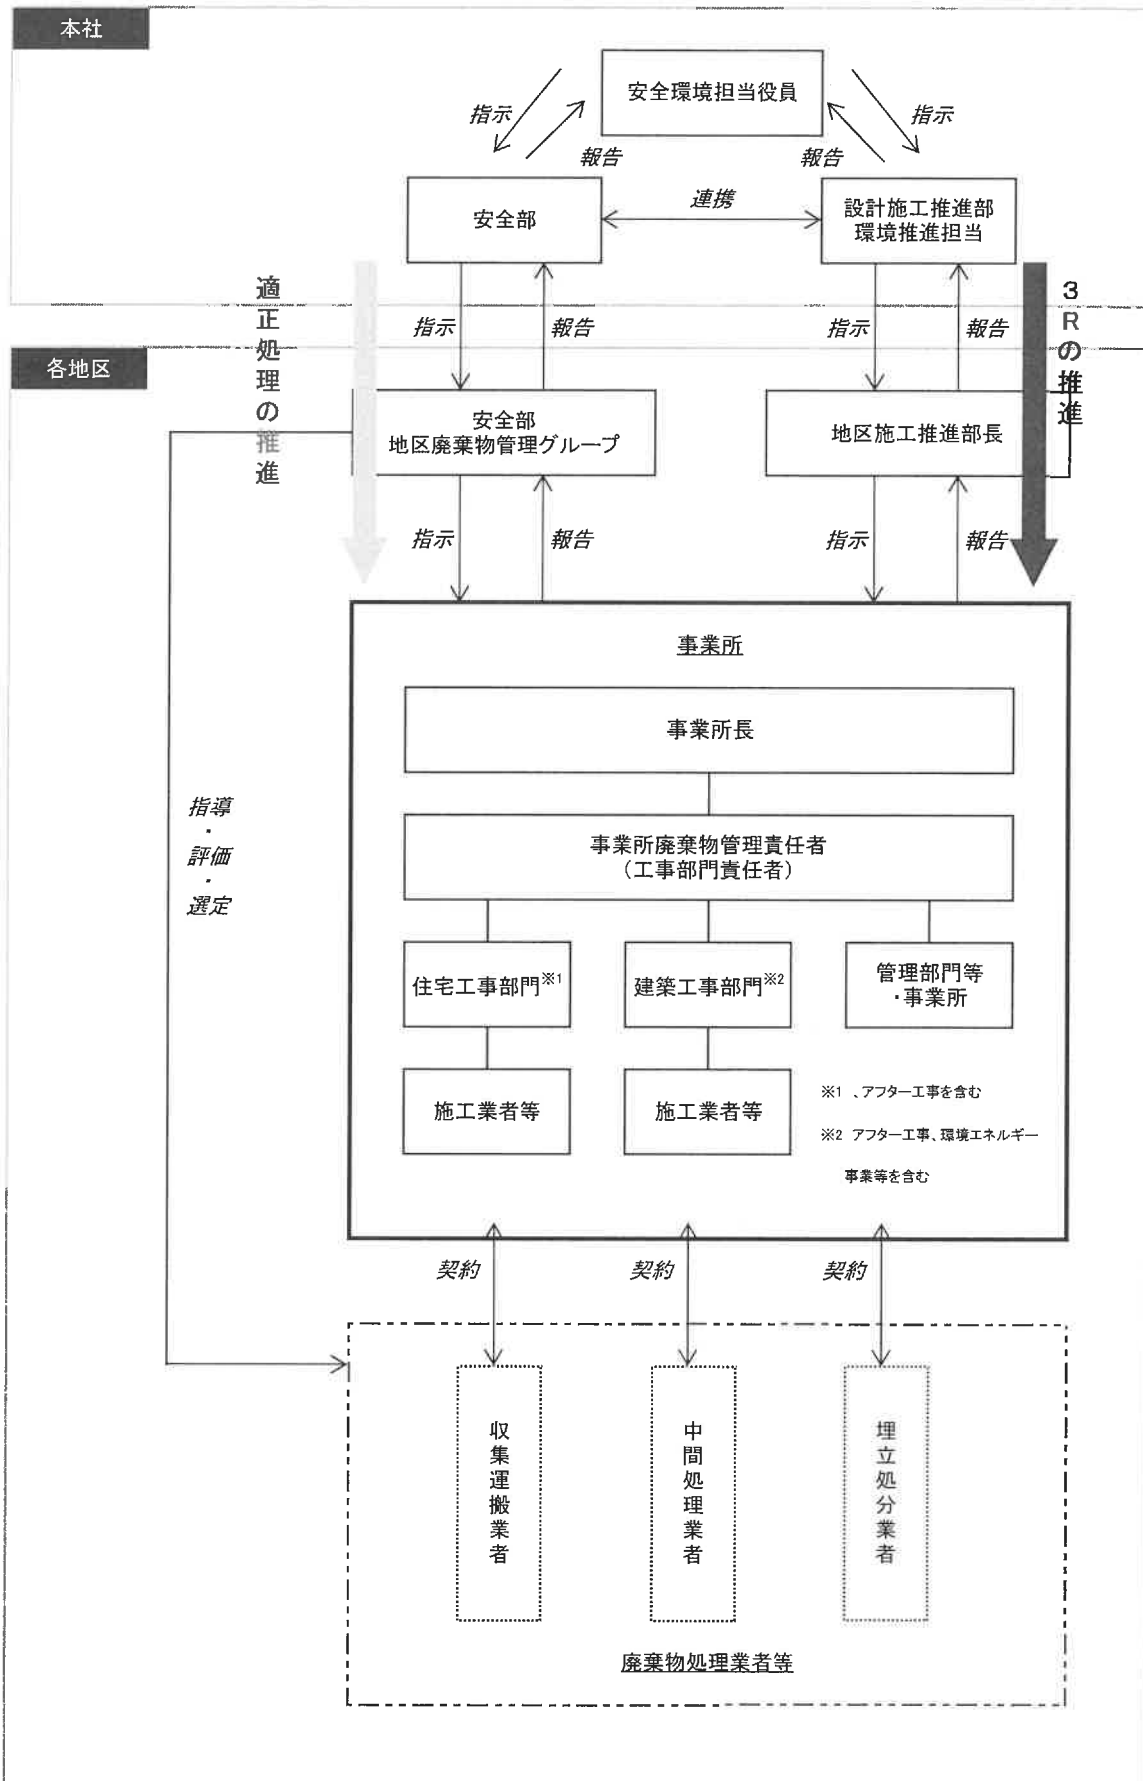 本社
安全環境担当役員
指示
報告
報告
指示
安全部
連携
設計施工推進部
環境推進担当
適正処理の推進
3Rの推進
指示
報告
指示
報告
各地区
安全部
地区廃棄物管理グループ
地区施工推進部長
指示
報告
指示
報告
事業所
事業所長
事業所廃棄物管理責任者
(工事部門責任者)
住宅工事部門※1
建築工事部門※2
管理部門等
・事業所
施工業者等
施工業者等
※1 、アフター工事を含む
※2 アフター工事、環境エネルギー
事業等を含む
指導
・
評価
・
選定
契約
契約
契約
収集運搬業者
中間処理業者
埋立処分業者
廃棄物処理業者等